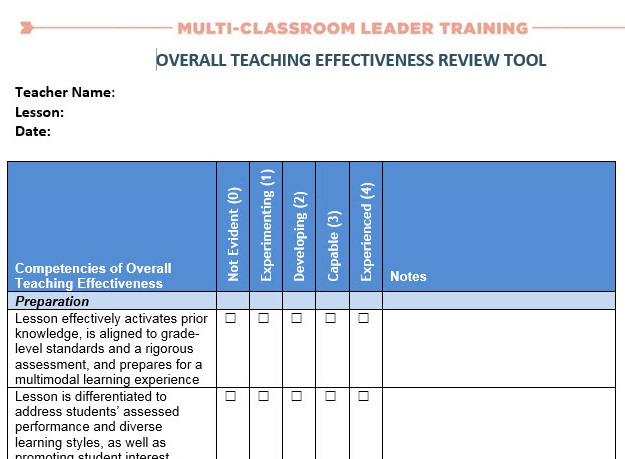 MULTI-CLASSROOM LEADER TRAINING
OVERALL TEACHING EFFECTIVENESS REVIEW TOOL
Teacher Name:
Lesson:
Date:
Competencies of Overall
Teaching Effectiveness
Not Evident (0)
Experimenting (1)
Developing (2)
Capable (3)
Experienced (4)
Notes
Preparation
Lesson effectively activates prior
knowledge, is aligned to grade-
level standards and a rigorous
assessment, and prepares for a
multimodal learning experience
☐ ☐ ☐ ☐ ☐
Lesson is differentiated to
address students’ assessed
performance and diverse
learning styles, as well as
promoting student interest
☐ ☐ ☐ ☐ ☐